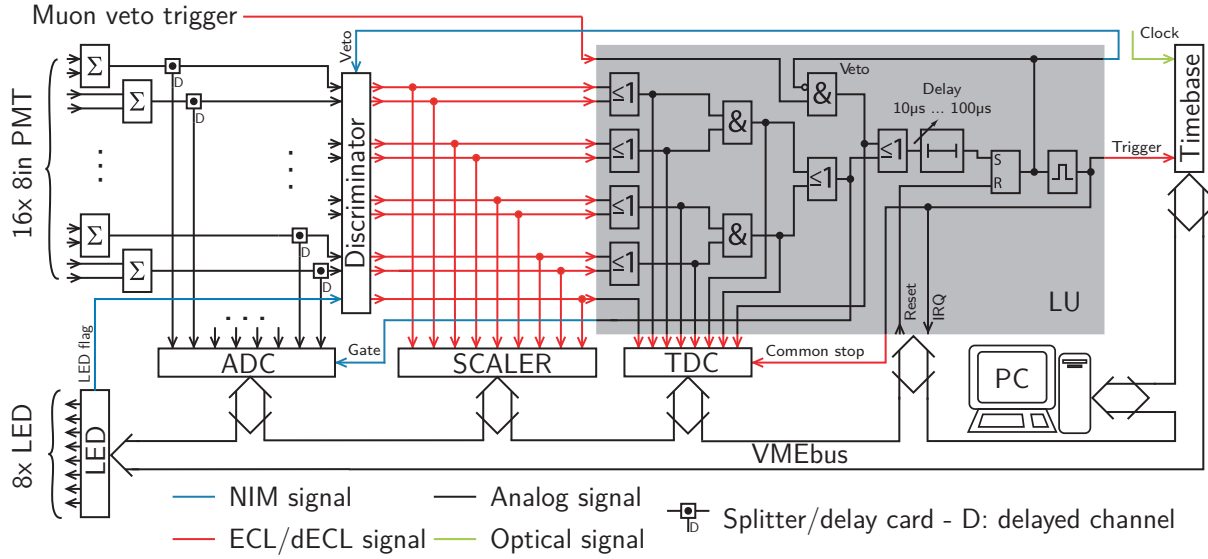 Muon veto trigger
Veto
Clock
Timebase
Σ
D
Σ
D
16x 8in PMT
Discriminator
≤1
&
&
Veto
Delay
10µs ... 100µs
≤1
≤1
≤1
S
R
Trigger
≤1
&
≤1
Σ
D
Σ
D
LED flag
Gate
Reset
IRQ
LU
Common stop
ADC
SCALER
TDC
PC
8x LED
LED
VMEbus
NIM signal
Analog signal
ECL/dECL signal
Optical signal
D
Splitter/delay card - D: delayed channel